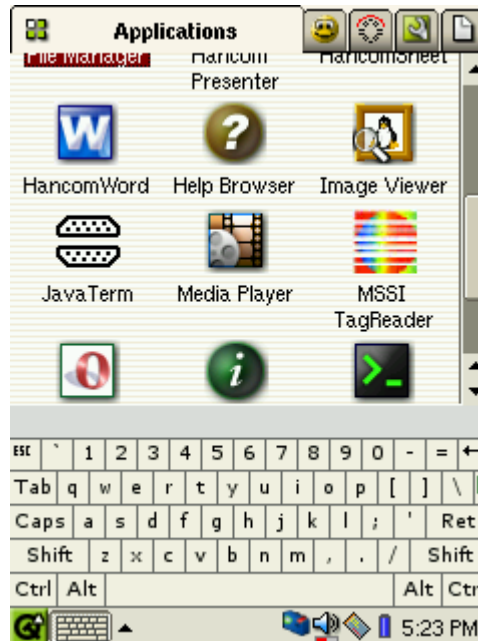 Applications
File Manager Hancom HancomSheet
Presenter
HancomWord Help Browser Image Viewer
JavaTerm Media Player MSSI
TagReader
ESC ` 1 2 3 4 5 6 7 8 9 0 - = ←
Tab q w e r t y u i o p [ ] \
Caps a s d f g h j k l ; ' Ret
Shift z x c v b n m , . / Shift
Ctrl Alt Alt Ctr
5:23 PM